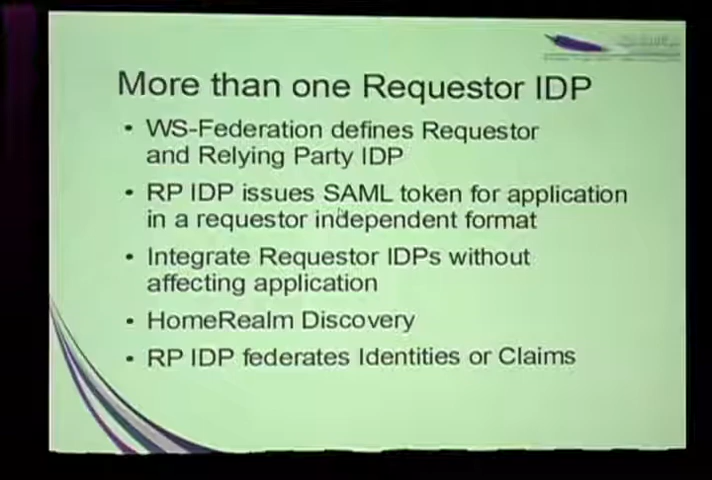 More than one Requestor IDP
• WS-Federation defines Requestor
and Relying Party IDP
• RP IDP issues SAML token for application
in a requestor independent format
• Integrate Requestor IDPs without
affecting application
• HomeRealm Discovery
• RP IDP federates Identities or Claims